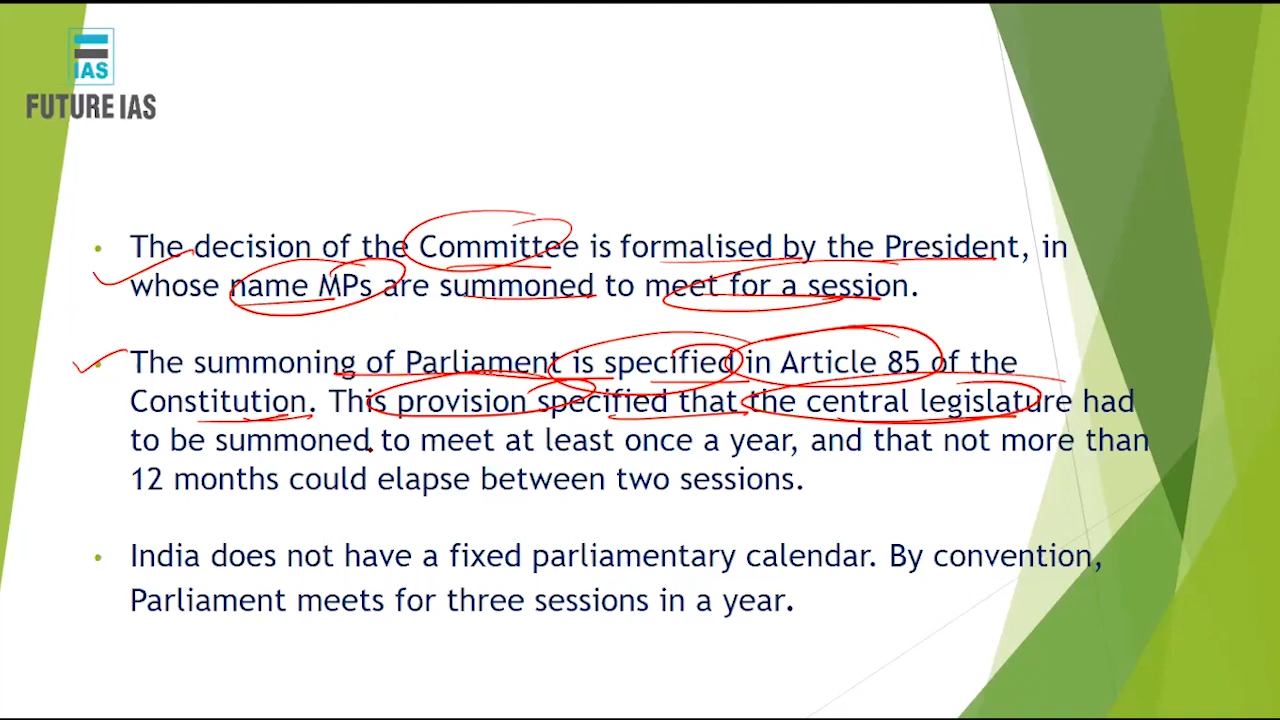 IAS
FUTURE IAS
• The decision of the Committee is formalised by the President, in
whose name MPs are summoned to meet for a session.
• The summoning of Parliament is specified in Article 85 of the
Constitution. This provision specified that the central legislature had
to be summoned to meet at least once a year, and that not more than
12 months could elapse between two sessions.
• India does not have a fixed parliamentary calendar. By convention,
Parliament meets for three sessions in a year.